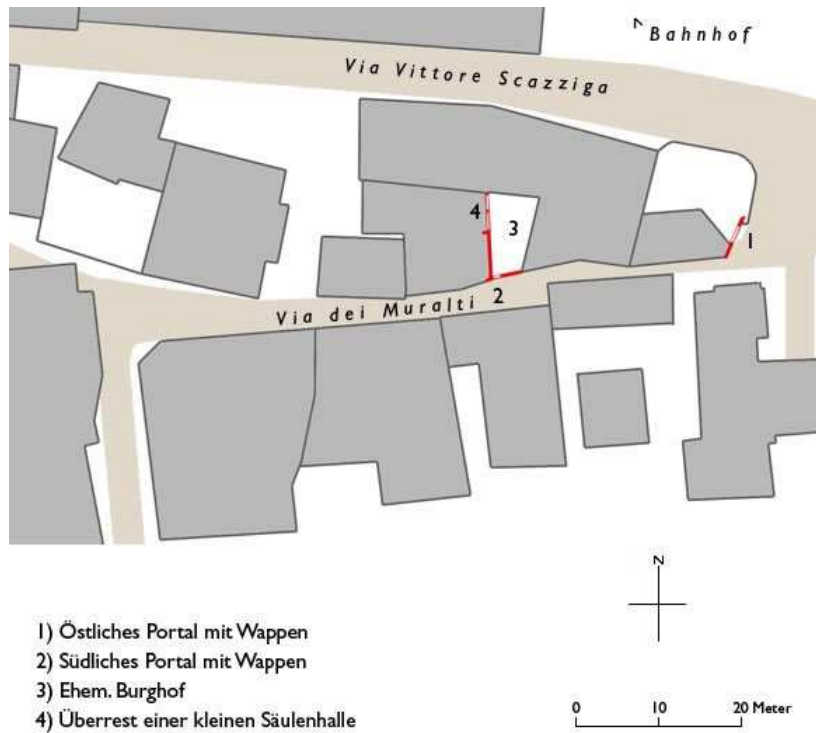 Bahnhof
Via Vittore Scazziga
4
3
1
2
Via dei Muralti
N
1) Östliches Portal mit Wappen
2) Südliches Portal mit Wappen
3) Ehem. Burghof
4) Überrest einer kleinen Säulenhalle
0 10 20 Meter